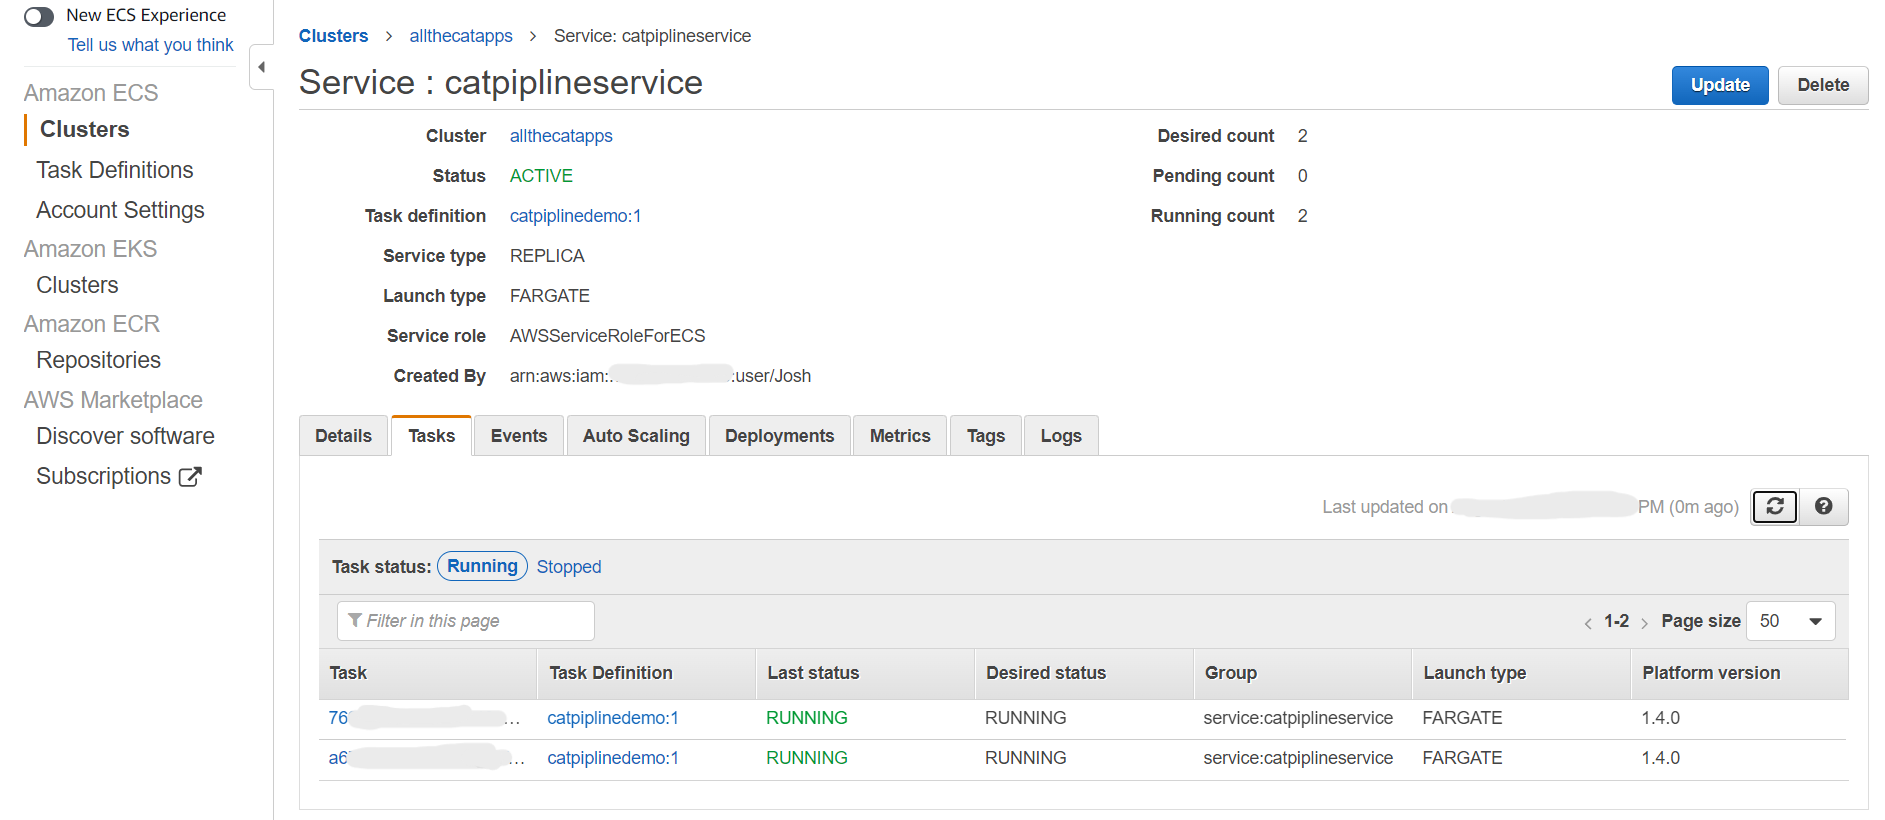 New ECS Experience
Tell us what you think
Amazon ECS
Clusters
Task Definitions
Account Settings
Amazon EKS
Clusters
Amazon ECR
Repositories
AWS Marketplace
Discover software
Subscriptions
Clusters > allthecatapps > Service: catpiplineservice
Service : catpiplineservice
Update Delete
Cluster allthecatapps
Status ACTIVE
Task definition catpiplinedemo:1
Service type REPLICA
Launch type FARGATE
Service role AWSServiceRoleForECS
Created By arn:aws:iam: :user/Josh
Desired count 2
Pending count 0
Running count 2
Details Tasks Events Auto Scaling Deployments Metrics Tags Logs
Last updated on PM (0m ago)
Task status: Running Stopped
Filter in this page
< 1-2 > Page size 50
Task Task Definition Last status Desired status Group Launch type Platform version
76 ... catpiplinedemo:1 RUNNING RUNNING service:catpiplineservice FARGATE 1.4.0
a6 ... catpiplinedemo:1 RUNNING RUNNING service:catpiplineservice FARGATE 1.4.0